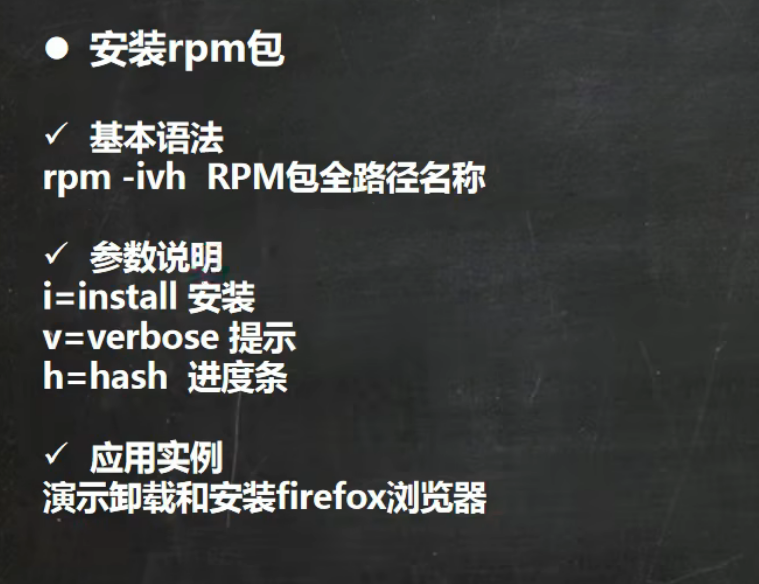 ● 安装rpm包
✓ 基本语法
rpm -ivh RPM包全路径名称
✓ 参数说明
i=install 安装
v=verbose 提示
h=hash 进度条
✓ 应用实例
演示卸载和安装firefox浏览器